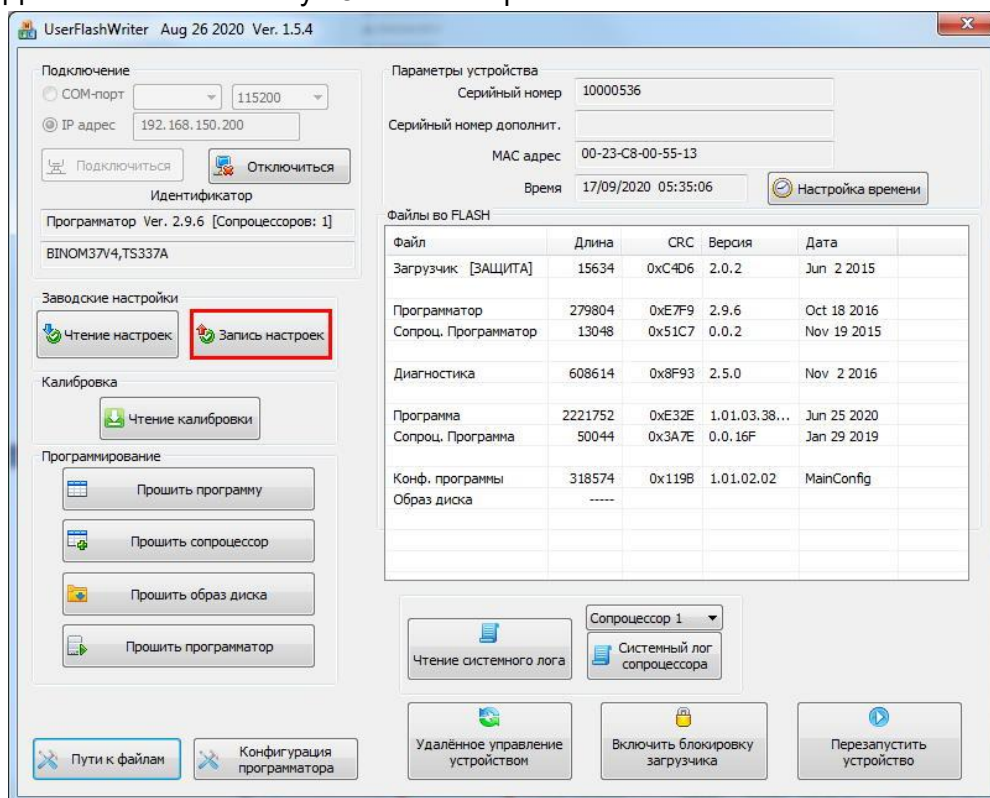 UserFlashWriter Aug 26 2020 Ver. 1.5.4
Подключение
COM-порт 115200
IP адрес 192.168.150.200
Подключиться Отключиться
Идентификатор
Программатор Ver. 2.9.6 [Сопроцессоров: 1]
BINOM37V4,TS337A
Заводские настройки
Чтение настроек Запись настроек
Калибровка
Чтение калибровки
Программирование
Прошить программу
Прошить сопроцессор
Прошить образ диска
Прошить программатор
Пути к файлам
Конфигурация
программатора
Параметры устройства
Серийный номер 10000536
Серийный номер дополнит.
MAC адрес 00-23-C8-00-55-13
Время 17/09/2020 05:35:06 Настройка времени
Файлы во FLASH
Файл Длина CRC Версия Дата
Загрузчик [ЗАЩИТА] 15634 0xC4D6 2.0.2 Jun 2 2015
Программатор 279804 0xE7F9 2.9.6 Oct 18 2016
Сопроц. Программатор 13048 0x51C7 0.0.2 Nov 19 2015
Диагностика 608614 0x8F93 2.5.0 Nov 2 2016
Программа 2221752 0xE32E 1.01.03.38... Jun 25 2020
Сопроц. Программа 50044 0x3A7E 0.0.16F Jan 29 2019
Конф. программы 318574 0x119B 1.01.02.02 MainConfig
Образ диска -----
Чтение системного лога
Сопроцессор 1
Системный лог
сопроцессора
Удалённое управление
устройством
Включить блокировку
загрузчика
Перезапустить
устройство